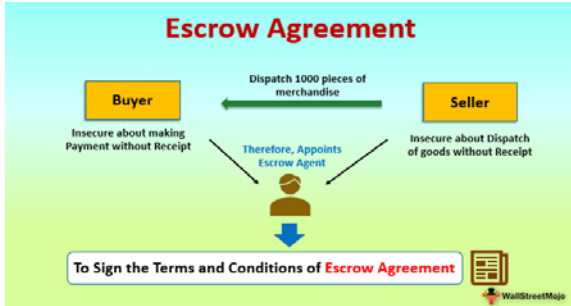 Escrow Agreement
Dispatch 1000 pieces of
merchandise
Buyer
Seller
Insecure about making
Payment without Receipt
Insecure about Dispatch
of goods without Receipt
Therefore, Appoints
Escrow Agent
To Sign the Terms and Conditions of Escrow Agreement
WallStreetMojo